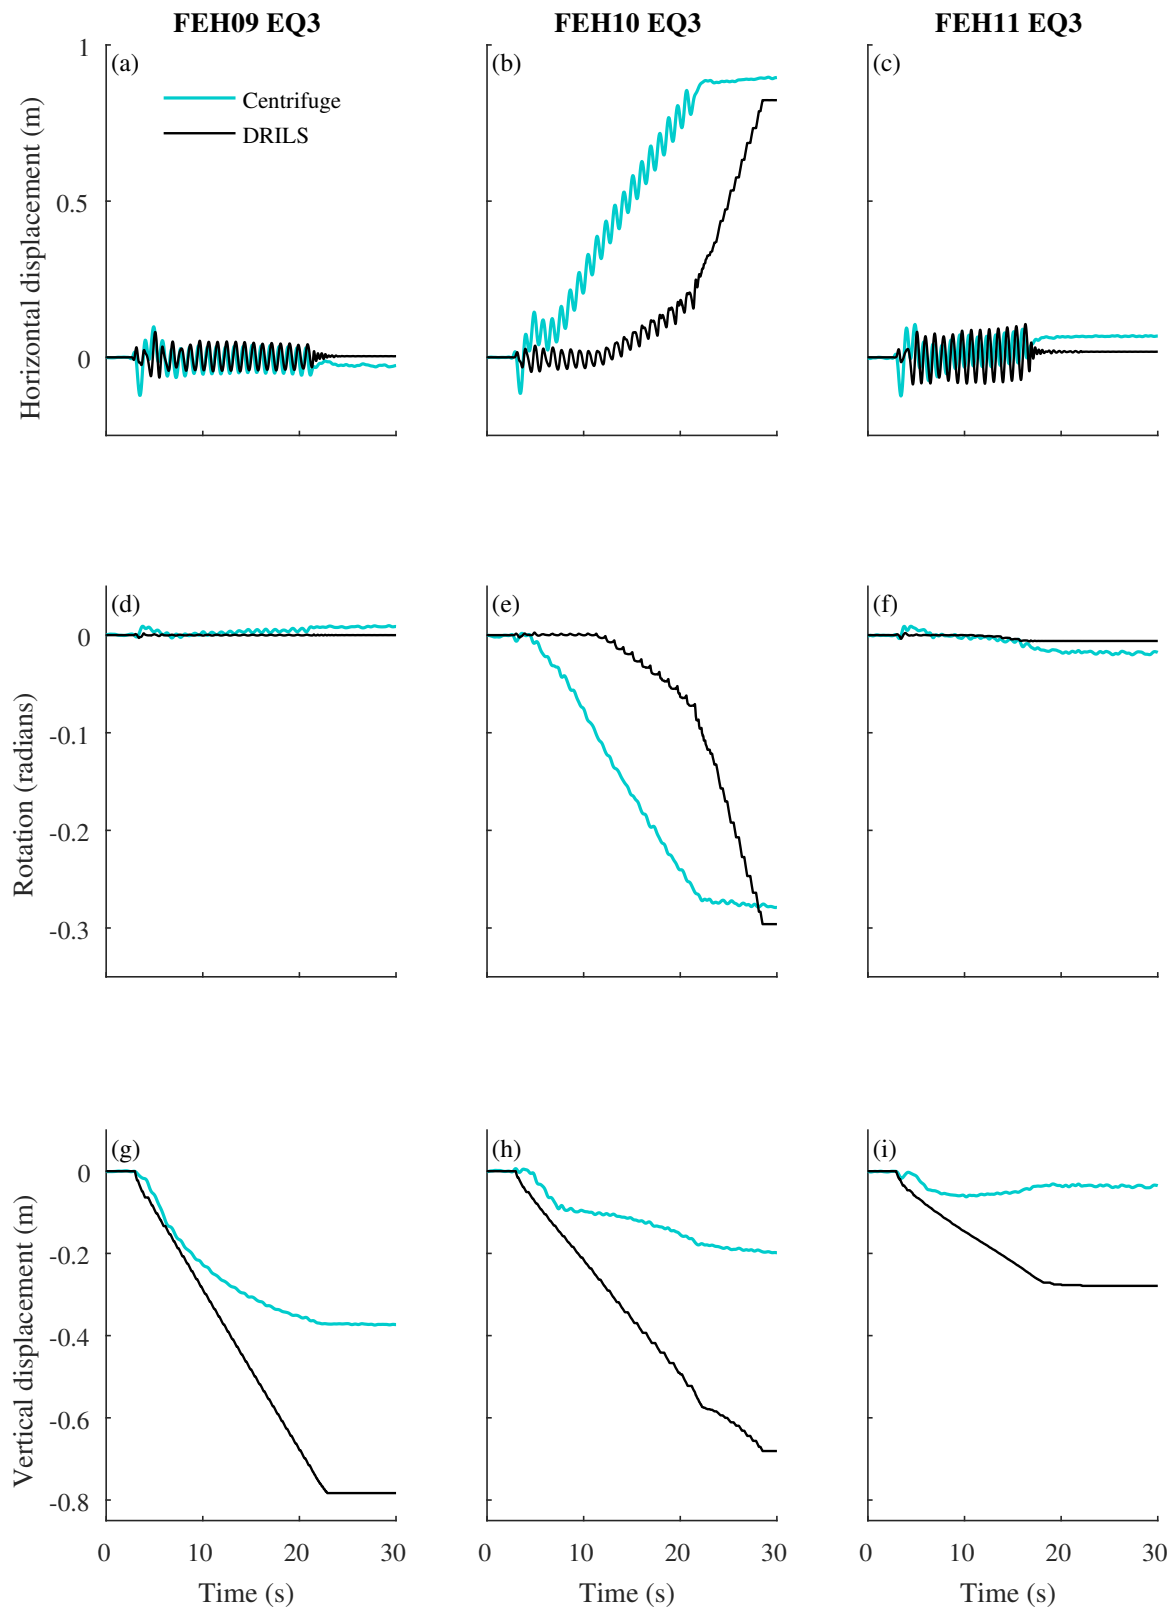 FEH09 EQ3
FEH10 EQ3
FEH11 EQ3
Horizontal displacement (m)
1
0.5
0
(a)
Centrifuge
DRILS
(b)
(c)
Rotation (radians)
0
-0.1
-0.2
-0.3
(d)
(e)
(f)
Vertical displacement (m)
0
-0.2
-0.4
-0.6
-0.8
(g)
(h)
(i)
0 10 20 30
0 10 20 30
0 10 20 30
Time (s)
Time (s)
Time (s)